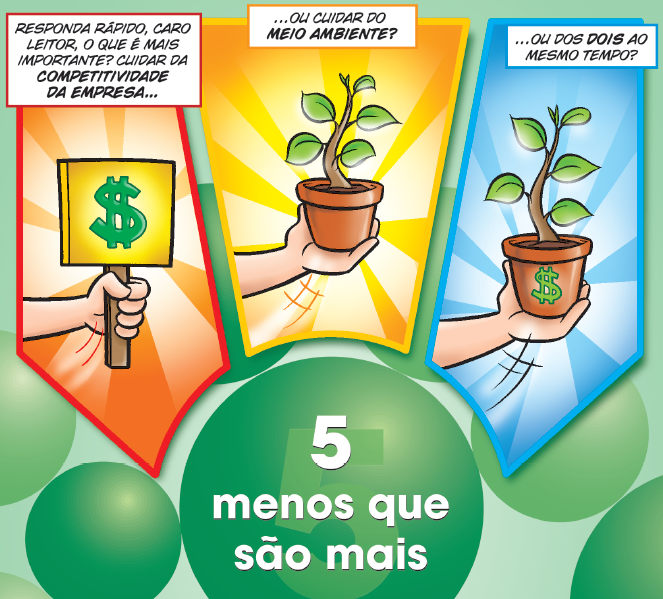 RESPONDA RÁPIDO, CARO
LEITOR, O QUE É MAIS
IMPORTANTE? CUIDAR DA
COMPETITIVIDADE
DA EMPRESA...
...OU CUIDAR DO
MEIO AMBIENTE?
...OU DOS DOIS AO
MESMO TEMPO?
$
$
5
menos que
são mais